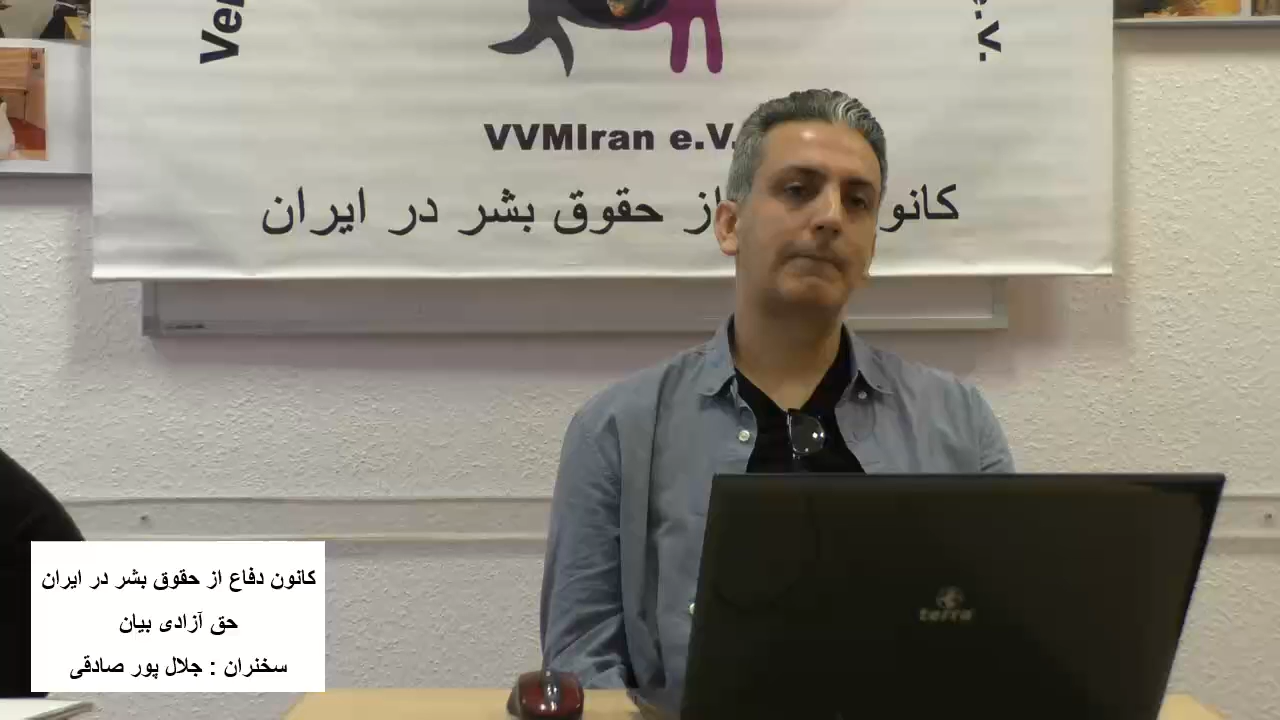 e.V.
VVMIran e.V.
از حقوق بشر در ایران
کانون دفاع از حقوق بشر در ایران
حق آزادی بیان
سخنران : جلال پور صادقی
terra